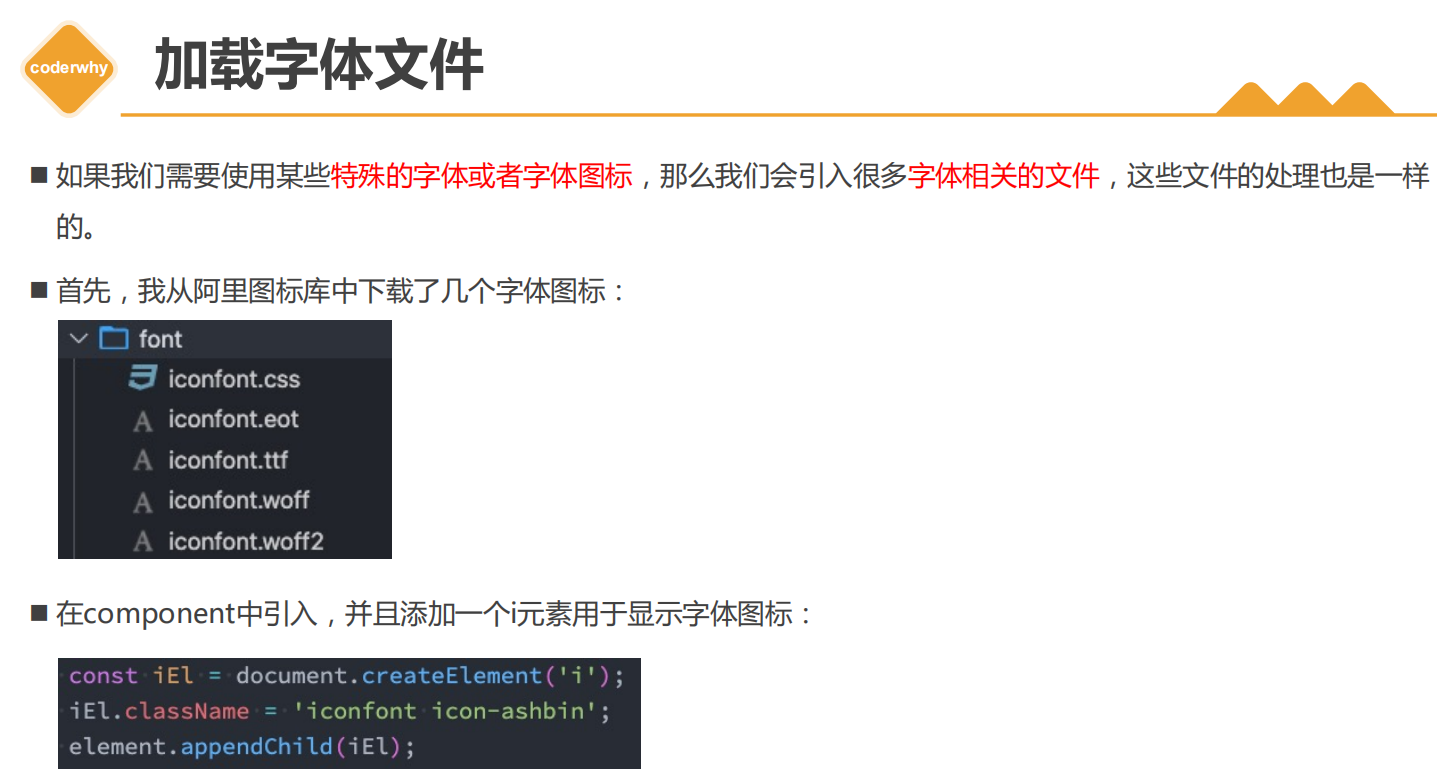 coderwhy
加载字体文件
如果我们需要使用某些特殊的字体或者字体图标，那么我们会引入很多字体相关的文件，这些文件的处理也是一样
的。
首先，我从阿里图标库中下载了几个字体图标：
font
iconfont.css
iconfont.eot
iconfont.ttf
iconfont.woff
iconfont.woff2
在component中引入，并且添加一个i元素用于显示字体图标：
const iEl = document.createElement('i');
iEl.className = 'iconfont icon-ashbin';
element.appendChild(iEl);